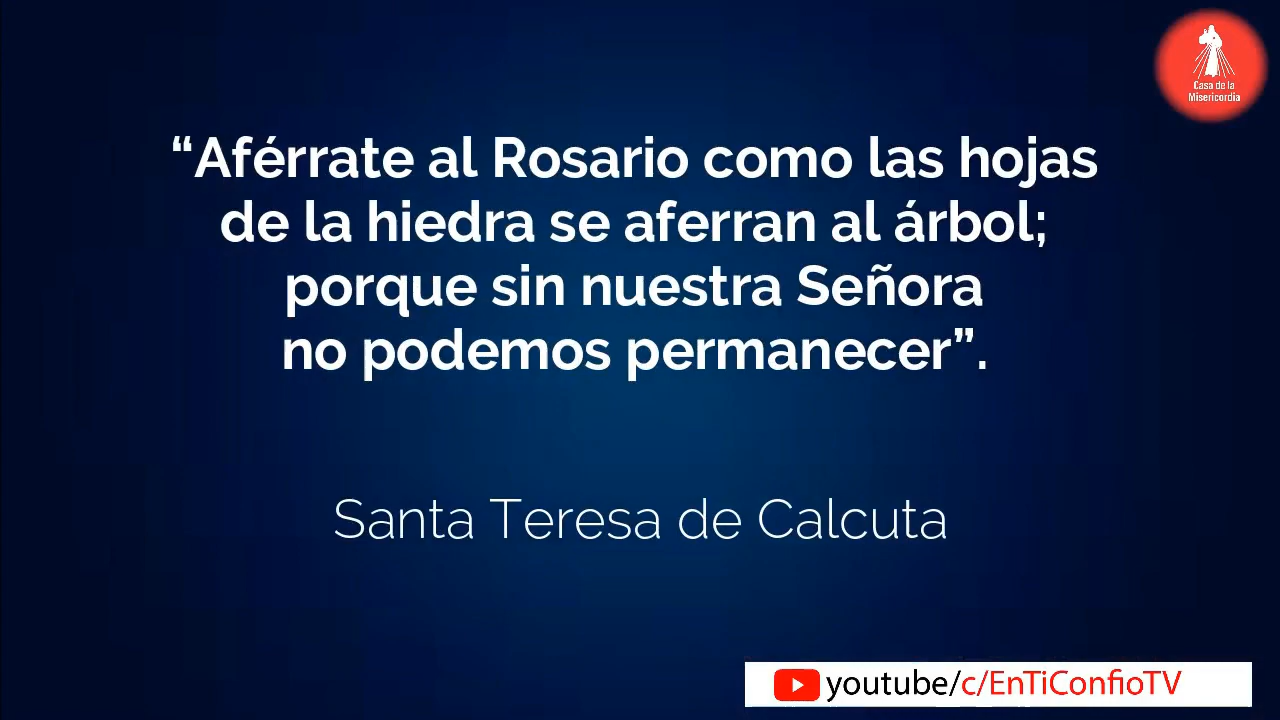 Casa de la
Misericordia
“Aférrate al Rosario como las hojas
de la hiedra se aferran al árbol;
porque sin nuestra Señora
no podemos permanecer”.
Santa Teresa de Calcuta
youtube/c/EnTiConfioTV